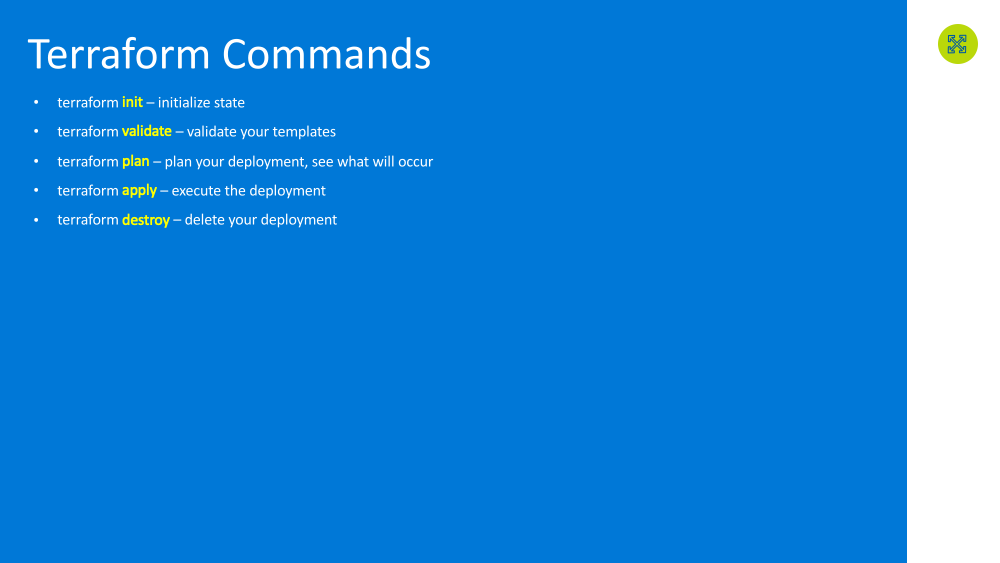 Terraform Commands
• terraform init – initialize state
• terraform validate – validate your templates
• terraform plan – plan your deployment, see what will occur
• terraform apply – execute the deployment
• terraform destroy – delete your deployment